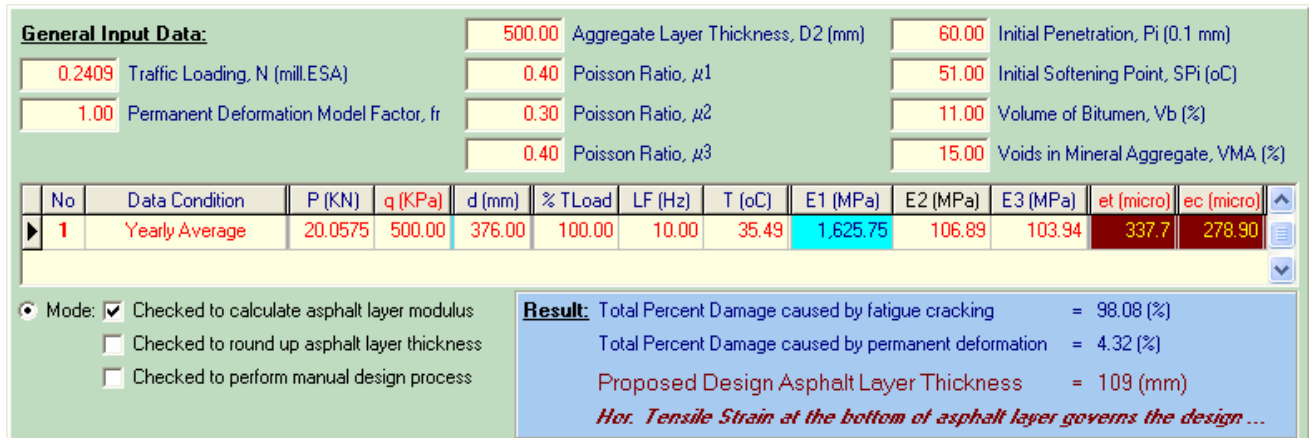 General Input Data:
0.2409 Traffic Loading, N (mill.ESA)
1.00 Permanent Deformation Model Factor, fr
500.00 Aggregate Layer Thickness, D2 (mm)
0.40 Poisson Ratio, μ1
0.30 Poisson Ratio, μ2
0.40 Poisson Ratio, μ3
60.00 Initial Penetration, Pi (0.1 mm)
51.00 Initial Softening Point, SPi (oC)
11.00 Volume of Bitumen, Vb (%)
15.00 Voids in Mineral Aggregate, VMA (%)
No Data Condition P (KN) q (KPa) d (mm) % TLoad LF (Hz) T (oC) E1 (MPa) E2 (MPa) E3 (MPa) et (micro) ec (micro)
1 Yearly Average 20.0575 500.00 376.00 100.00 10.00 35.49 1,625.75 106.89 103.94 337.7 278.90
Mode: Checked to calculate asphalt layer modulus
Checked to round up asphalt layer thickness
Checked to perform manual design process
Result: Total Percent Damage caused by fatigue cracking = 98.08 (%)
Total Percent Damage caused by permanent deformation = 4.32 (%)
Proposed Design Asphalt Layer Thickness = 109 (mm)
Hor. Tensile Strain at the bottom of asphalt layer governs the design ...